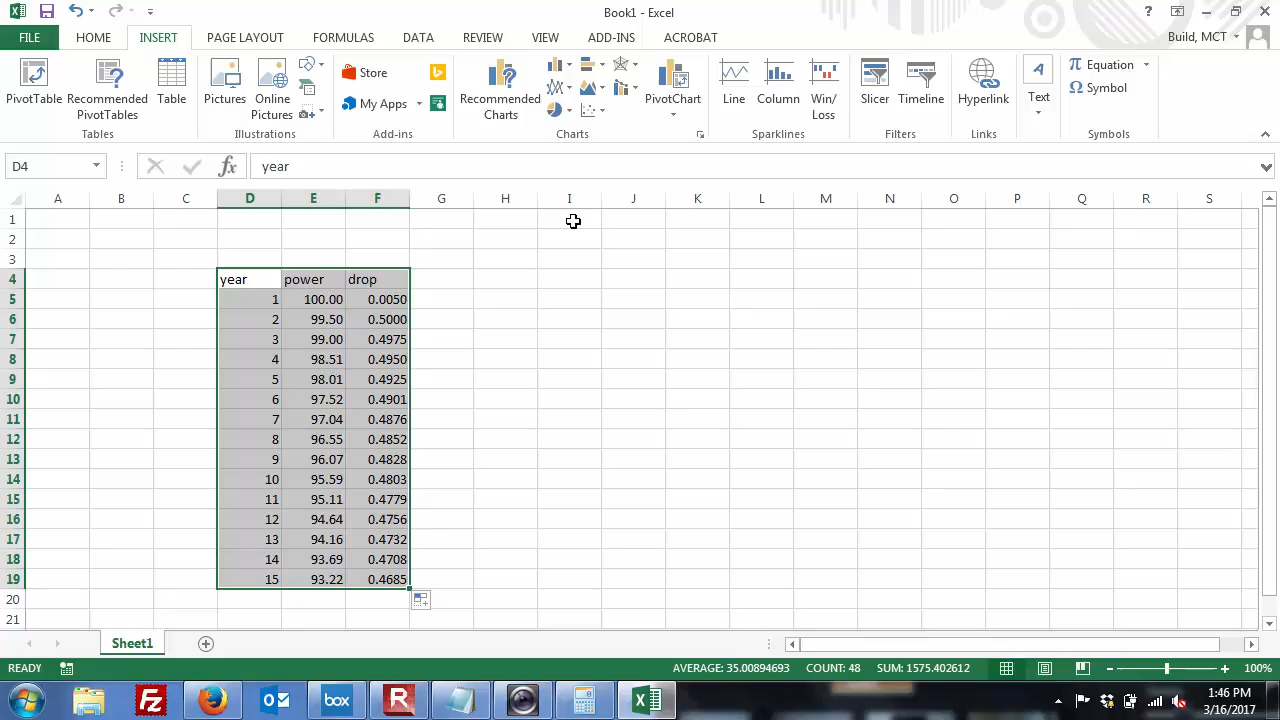 Book1 - Excel
?
FILE HOME INSERT PAGE LAYOUT FORMULAS DATA REVIEW VIEW ADD-INS ACROBAT Build, MCT
PivotTable Recommended PivotTables Table Pictures Online Pictures Store My Apps Recommended Charts PivotChart Line Column Win/Loss Slicer Timeline Hyperlink Text Equation Symbol
Tables Illustrations Add-ins Charts Sparklines Filters Links Symbols
D4 fx year
A B C D E F G H I J K L M N O P Q R S
1
2
3
4 year power drop
5 1 100.00 0.0050
6 2 99.50 0.5000
7 3 99.00 0.4975
8 4 98.51 0.4950
9 5 98.01 0.4925
10 6 97.52 0.4901
11 7 97.04 0.4876
12 8 96.55 0.4852
13 9 96.07 0.4828
14 10 95.59 0.4803
15 11 95.11 0.4779
16 12 94.64 0.4756
17 13 94.16 0.4732
18 14 93.69 0.4708
19 15 93.22 0.4685
20
21
Sheet1
READY AVERAGE: 35.00894693 COUNT: 48 SUM: 1575.402612 100%
box
1:46 PM
3/16/2017